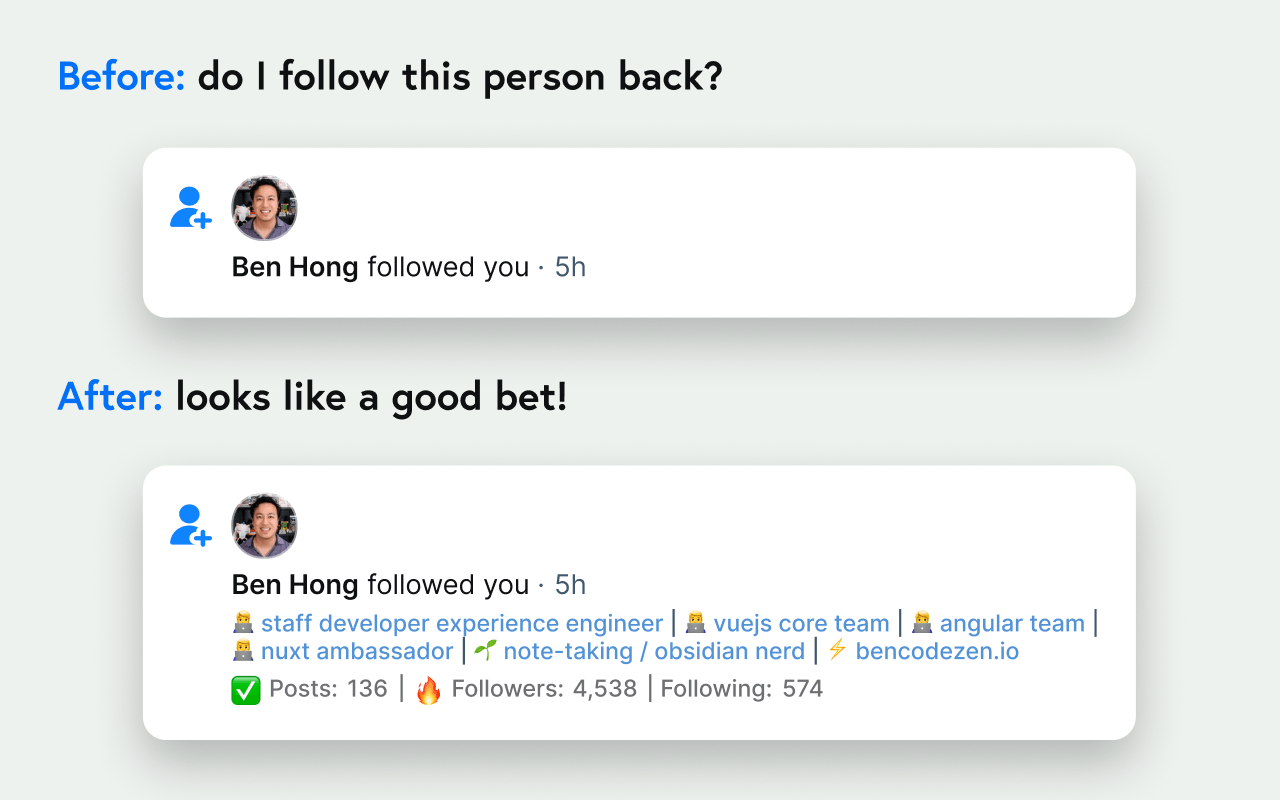 Before: do I follow this person back?
Ben Hong followed you · 5h
After: looks like a good bet!
Ben Hong followed you · 5h
👨‍💻 staff developer experience engineer | 👨‍💻 vuejs core team | 👨‍💻 angular team |
👨‍💻 nuxt ambassador | 🌱 note-taking / obsidian nerd | ⚡ bencodezen.io
✅ Posts: 136 | 🔥 Followers: 4,538 | Following: 574